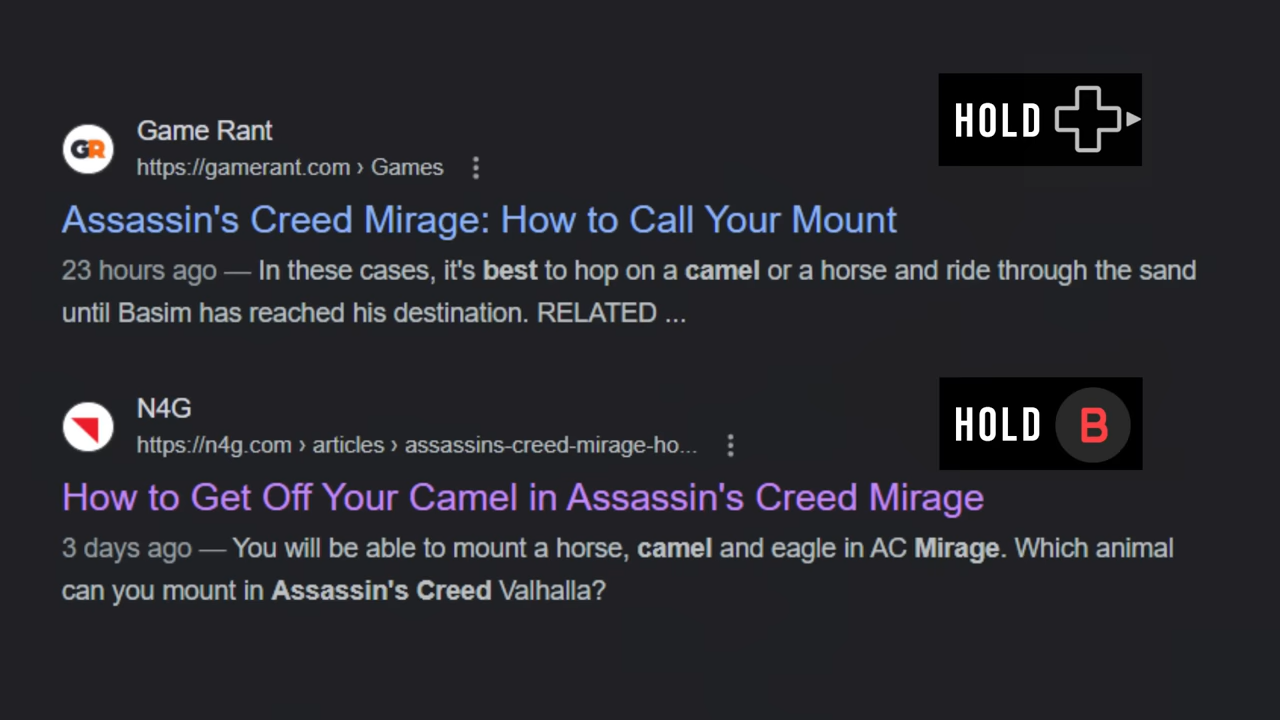 Game Rant
GR
https://gamerant.com › Games
HOLD
Assassin's Creed Mirage: How to Call Your Mount
23 hours ago — In these cases, it's best to hop on a camel or a horse and ride through the sand
until Basim has reached his destination. RELATED ...
N4G
https://n4g.com › articles › assassins-creed-mirage-ho...
HOLD B
How to Get Off Your Camel in Assassin's Creed Mirage
3 days ago — You will be able to mount a horse, camel and eagle in AC Mirage. Which animal
can you mount in Assassin's Creed Valhalla?